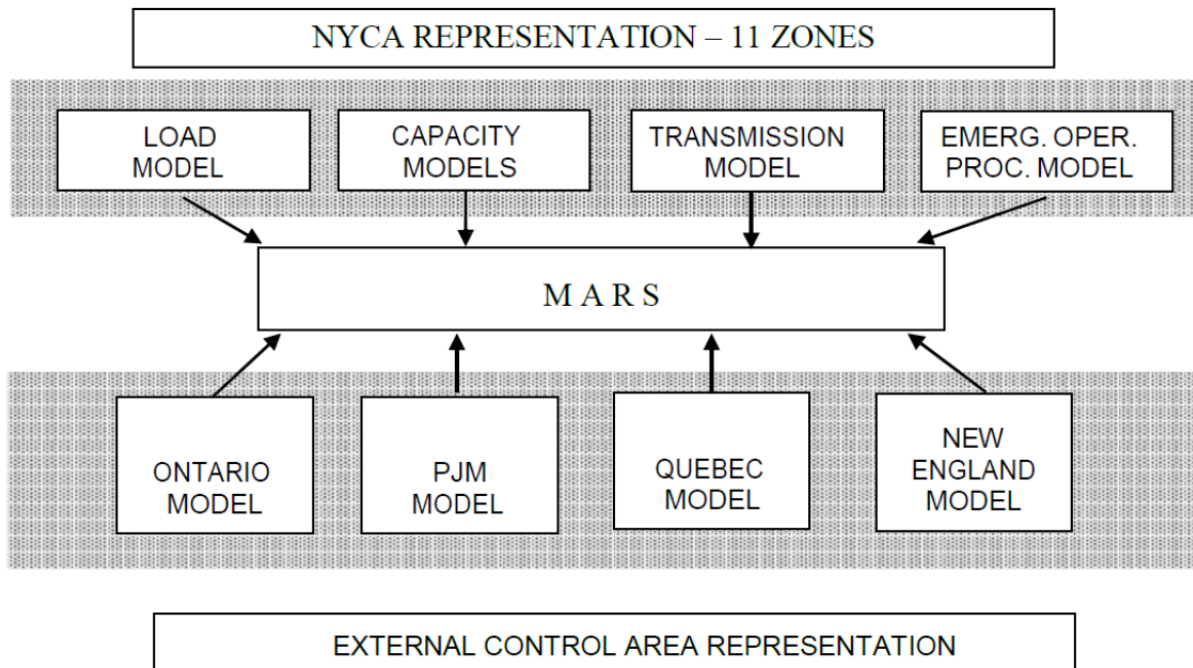 NYCA REPRESENTATION – 11 ZONES
LOAD
MODEL
CAPACITY
MODELS
TRANSMISSION
MODEL
EMERG. OPER.
PROC. MODEL
M A R S
ONTARIO
MODEL
PJM
MODEL
QUEBEC
MODEL
NEW
ENGLAND
MODEL
EXTERNAL CONTROL AREA REPRESENTATION